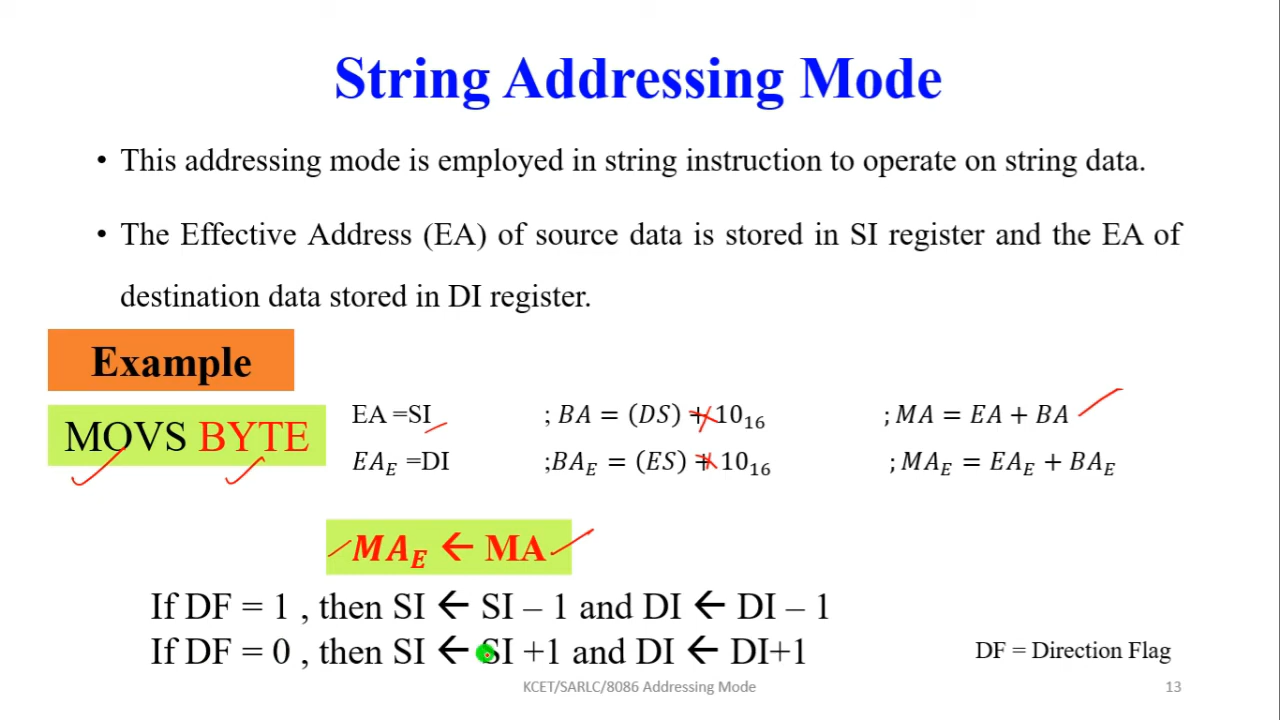 String Addressing Mode
• This addressing mode is employed in string instruction to operate on string data.
• The Effective Address (EA) of source data is stored in SI register and the EA of
destination data stored in DI register.
Example
MOVS BYTE
EA =SI ; BA = (DS) + 10₁₆ ; MA = EA + BA
EA_E =DI ;BA_E = (ES) + 10₁₆ ; MA_E = EA_E + BA_E
MA_E ← MA
If DF = 1 , then SI ← SI – 1 and DI ← DI – 1
If DF = 0 , then SI ← SI +1 and DI ← DI+1
DF = Direction Flag
KCET/SARLC/8086 Addressing Mode
13